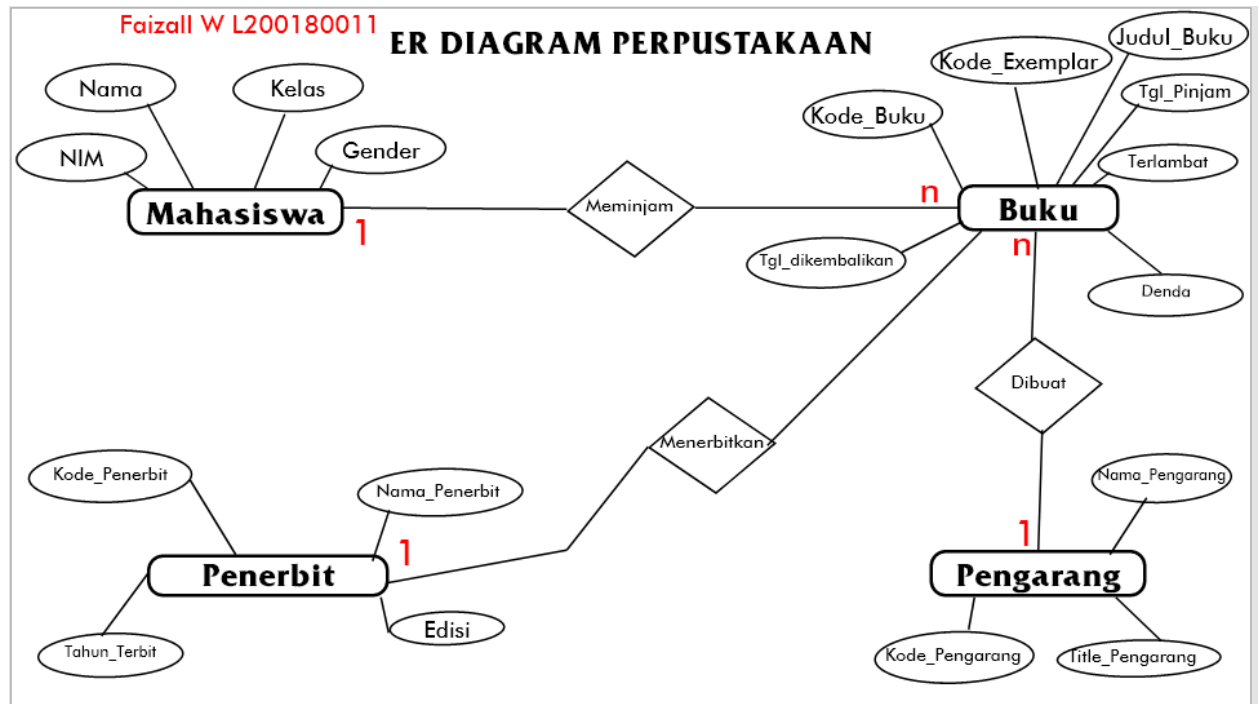 Faizall W L200180011
ER DIAGRAM PERPUSTAKAAN
Nama
Kelas
NIM
Gender
Mahasiswa
1
Meminjam
n
Kode_Buku
Kode_Exemplar
Judul_Buku
Tgl_Pinjam
Terlambat
Buku
n
Tgl_dikembalikan
Denda
Dibuat
Menerbitkan
Kode_Penerbit
Nama_Penerbit
1
Penerbit
Tahun_Terbit
Edisi
Nama_Pengarang
1
Pengarang
Kode_Pengarang
Title_Pengarang